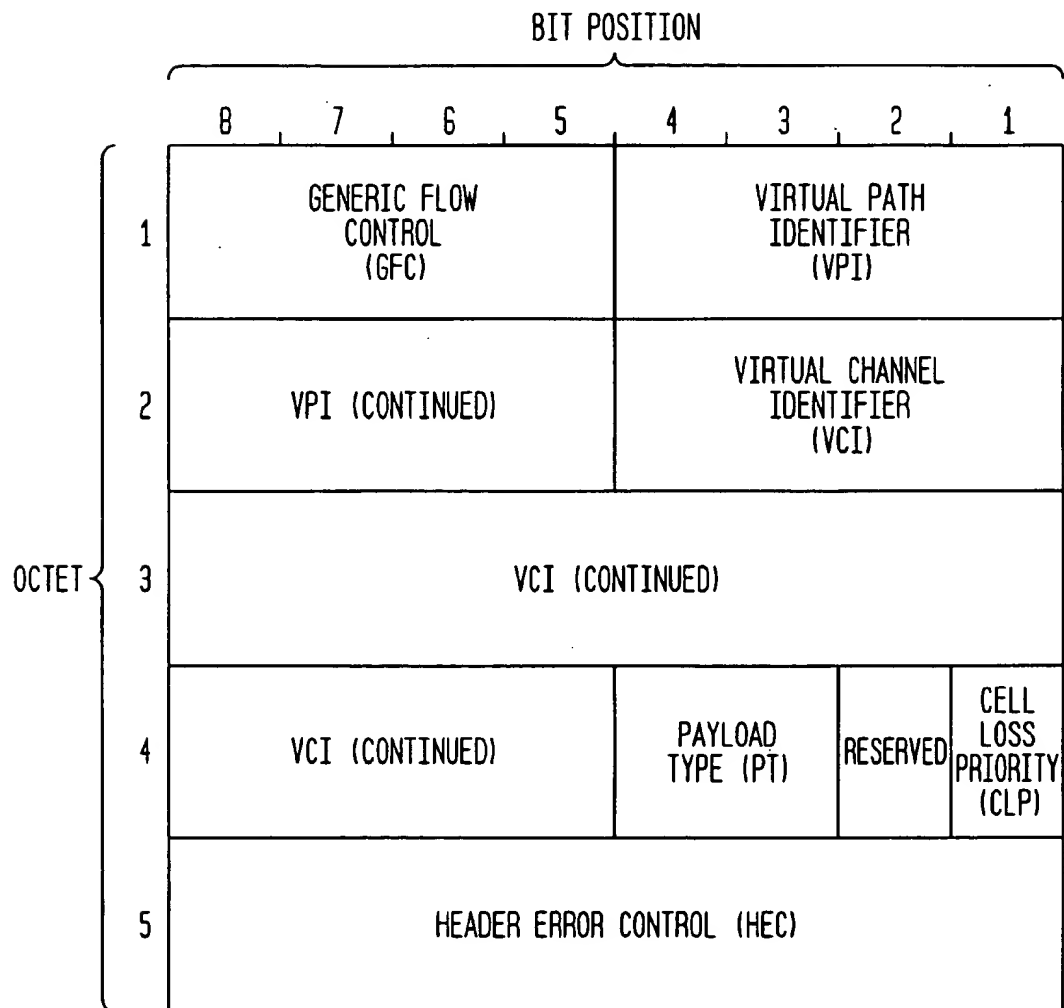 BIT POSITION
8 7 6 5 4 3 2 1
GENERIC FLOW
CONTROL
(GFC)
VIRTUAL PATH
IDENTIFIER
(VPI)
1
VPI (CONTINUED)
VIRTUAL CHANNEL
IDENTIFIER
(VCI)
2
OCTET
3
VCI (CONTINUED)
4
VCI (CONTINUED)
PAYLOAD
TYPE (PT)
RESERVED
CELL
LOSS
PRIORITY
(CLP)
5
HEADER ERROR CONTROL (HEC)